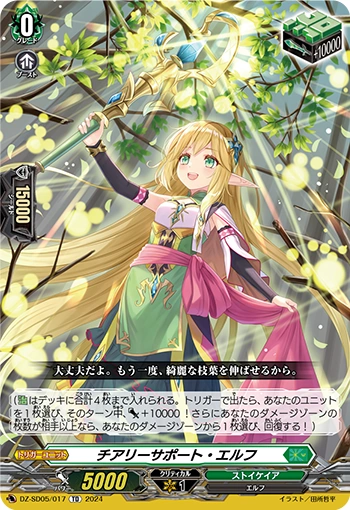 0
グレード
ブースト
+10000
シールド
15000
大丈夫だよ。もう一度、綺麗な枝葉を伸ばせるから。
(治はデッキに合計4枚まで入れられる。トリガーで出たら、あなたのユニット
を1枚選び、そのターン中、+10000！さらにあなたのダメージゾーン
の枚数が相手以上なら、あなたのダメージゾーンから1枚選び、回復する！)
トリガーユニット
チアリーサポート・エルフ
パワー
5000
クリティカル
1
ストイケイア
エルフ
DZ-SD05/017 TD 2024
イラスト/田所哲平